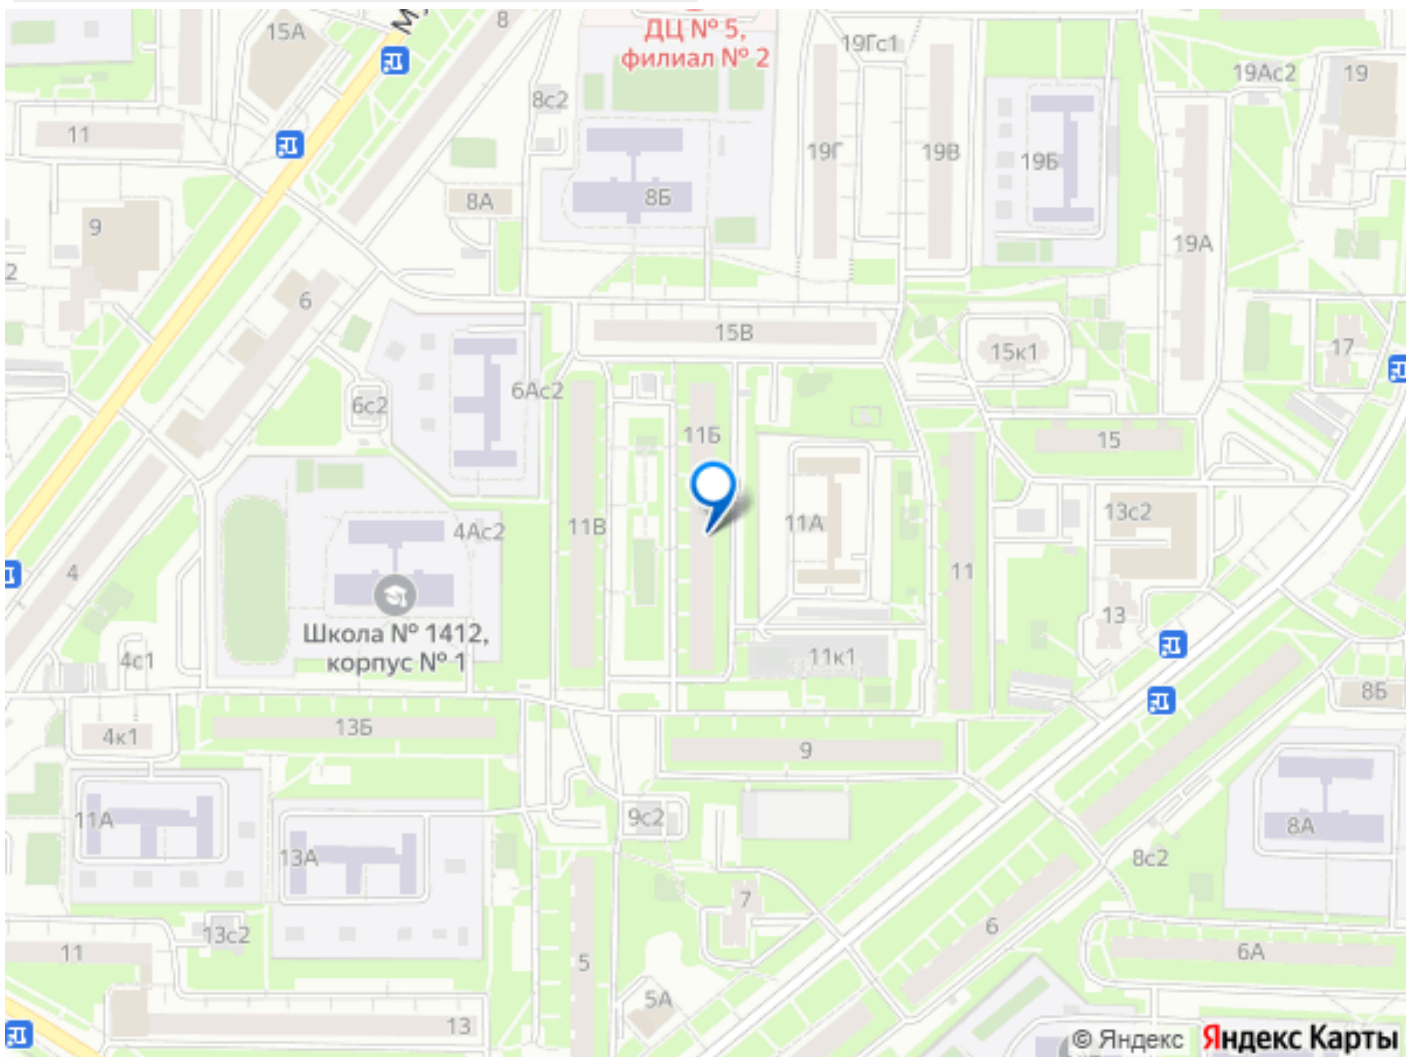 15А
8
М
ДЦ № 5,
филиал № 2
19Гс1
19Ас2
19
8с2
11
19Г
19В
19Б
8А
8Б
9
19А
2
6
15В
15к1
17
6Ас2
6с2
11Б
15
11В
4Ас2
11А
13с2
4
11
13
Школа № 1412,
корпус № 1
4с1
11к1
8Б
4к1
13Б
9
11А
9с2
8А
13А
8с2
7
13с2
6
11
6А
5
5А
13
© Яндекс Яндекс Карты